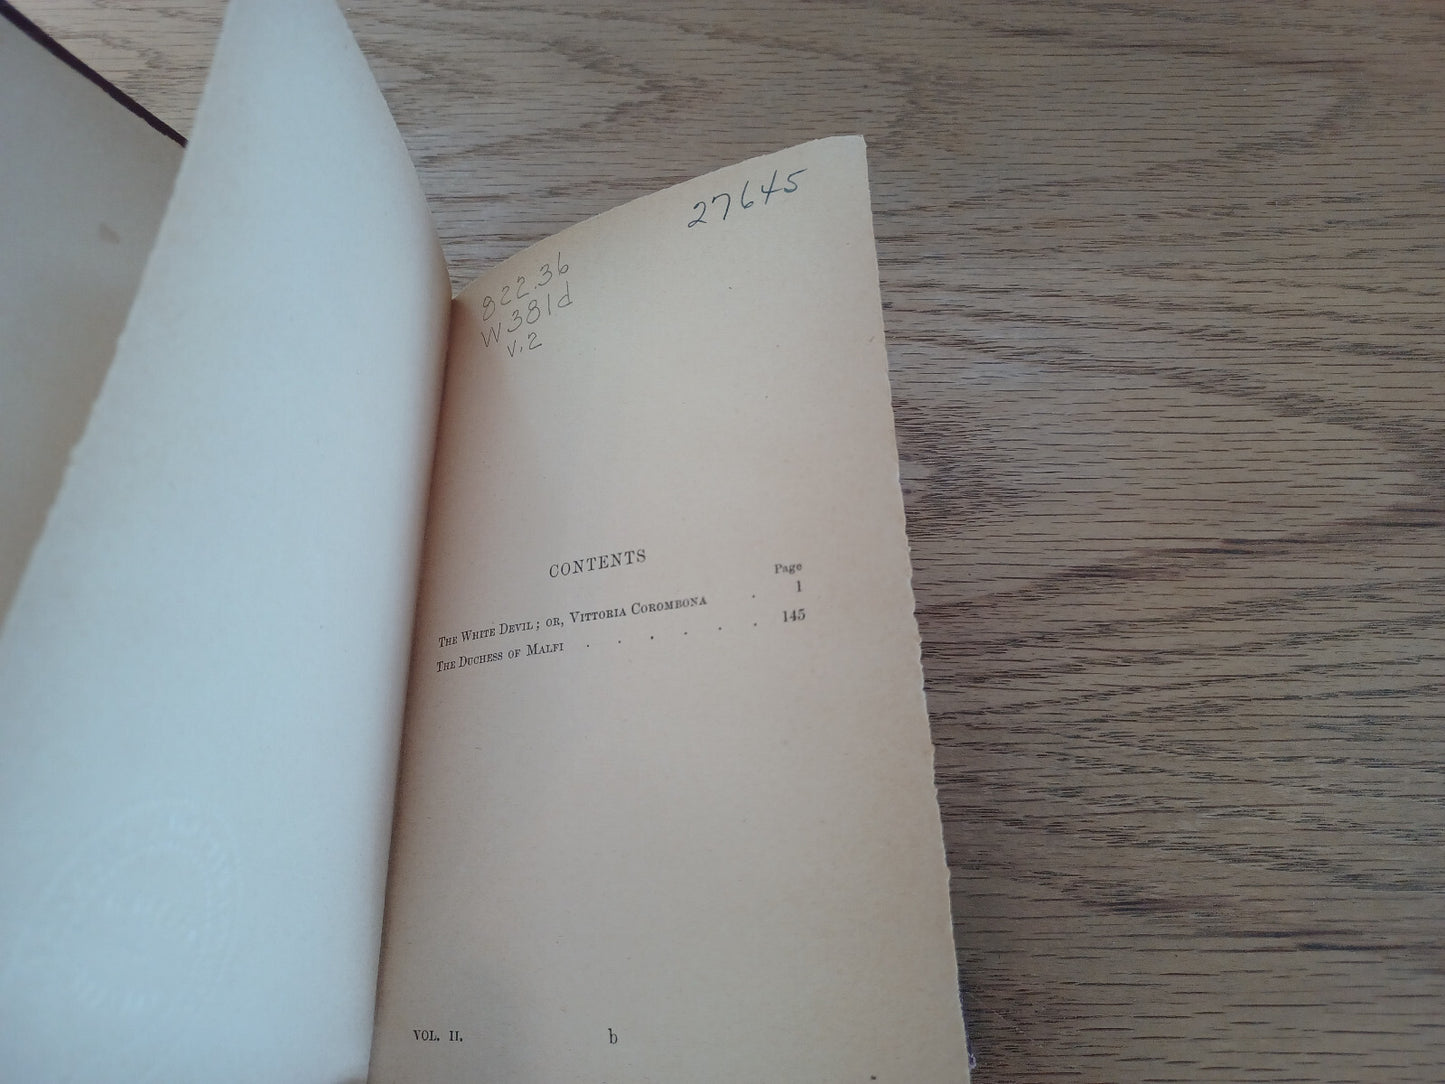 27645
822.36
W381d
v.2
CONTENTS
Page
The White Devil; or, Vittoria Corombona . 1
The Duchess of Malfi . . . . . . 145
VOL. II. b